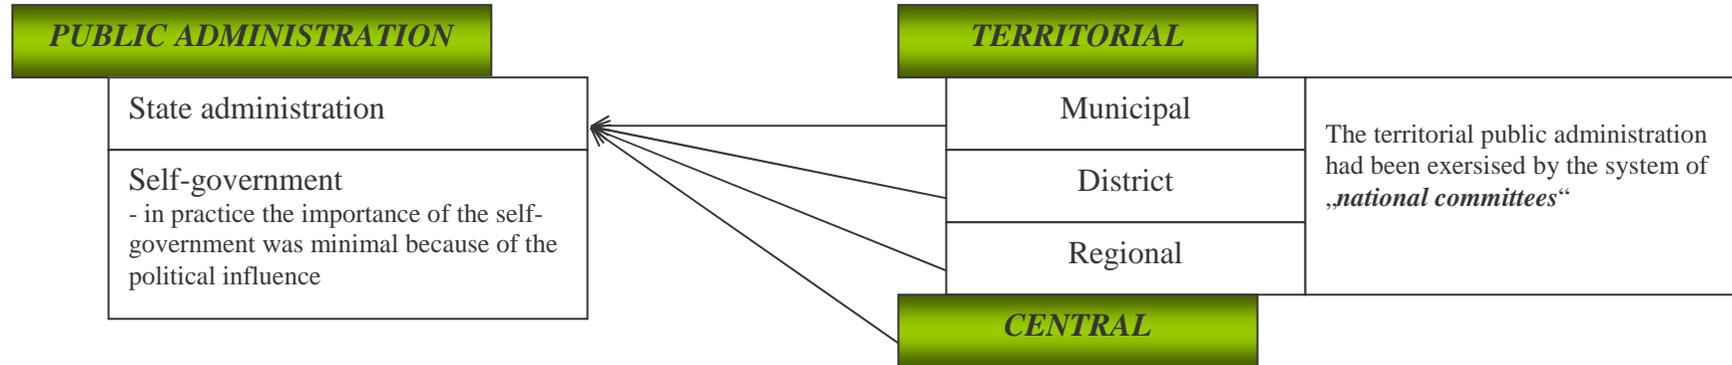 PUBLIC ADMINISTRATION
State administration
Self-government
- in practice the importance of the self-
government was minimal because of the
political influence
TERRITORIAL
Municipal
District
Regional
The territorial public administration
had been exersised by the system of
„national committees“
CENTRAL